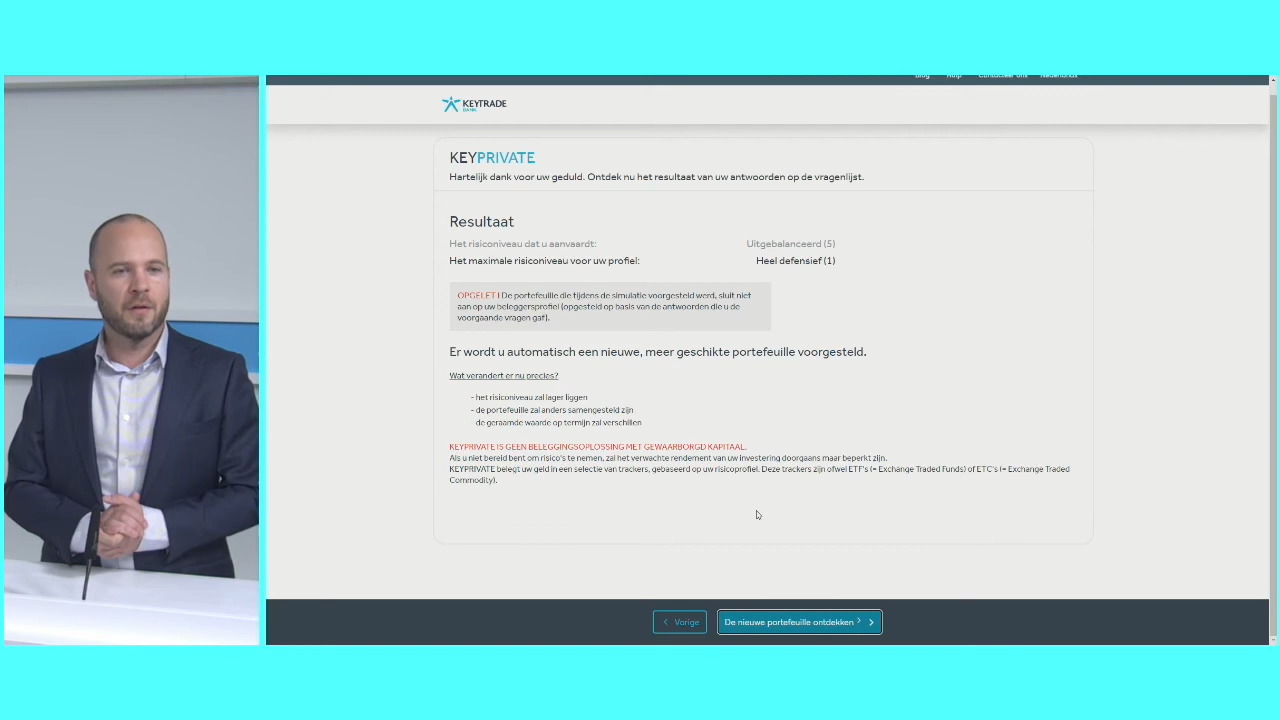 Blog Hulp Contacteer ons Nederlands
KEYTRADE
BANK
KEYPRIVATE
Hartelijk dank voor uw geduld. Ontdek nu het resultaat van uw antwoorden op de vragenlijst.
Resultaat
Het risiconiveau dat u aanvaardt: Uitgebalanceerd (5)
Het maximale risiconiveau voor uw profiel: Heel defensief (1)
OPGELET ! De portefeuille die tijdens de simulatie voorgesteld werd, sluit niet
aan op uw beleggersprofiel (opgesteld op basis van de antwoorden die u de
voorgaande vragen gaf).
Er wordt u automatisch een nieuwe, meer geschikte portefeuille voorgesteld.
Wat verandert er nu precies?
- het risiconiveau zal lager liggen
- de portefeuille zal anders samengesteld zijn
- de geraamde waarde op termijn zal verschillen
KEYPRIVATE IS GEEN BELEGGINGSOPLOSSING MET GEWAARBORGD KAPITAAL.
Als u niet bereid bent om risico's te nemen, zal het verwachte rendement van uw investering doorgaans maar beperkt zijn.
KEYPRIVATE belegt uw geld in een selectie van trackers, gebaseerd op uw risicoprofiel. Deze trackers zijn ofwel ETF's (= Exchange Traded Funds) of ETC's (= Exchange Traded
Commodity).
Vorige
De nieuwe portefeuille ontdekken